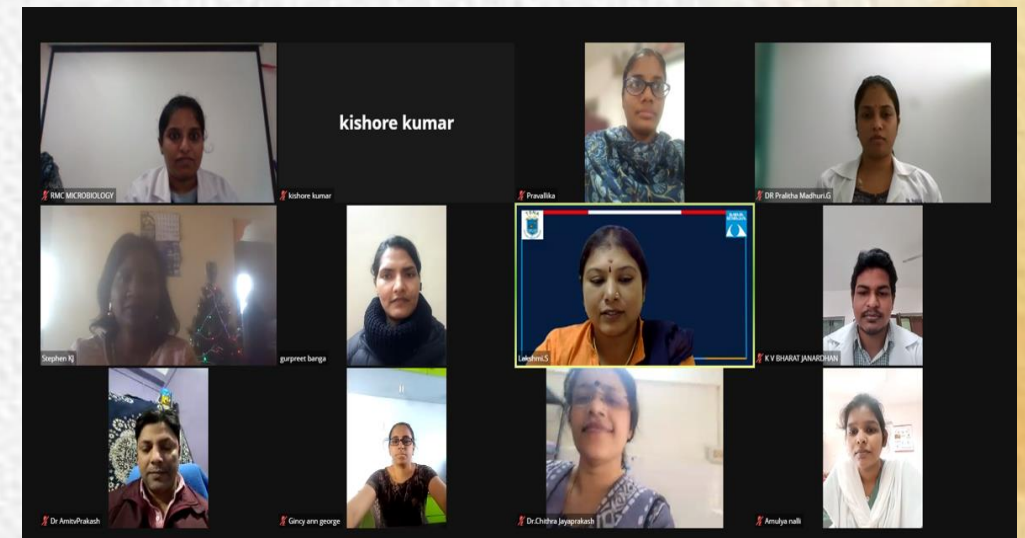 kishore kumar
RMC MICROBIOLOGY
kishore kumar
Pravallika
DR Pralitha Madhuri.G
Stephen KJ
gurpreet banga
Lakshmi.S
K V BHARAT JANARDHAN
Dr AmitvPrakash
Gincy ann george
Dr.Chithra Jayaprakash
Amulya nalli